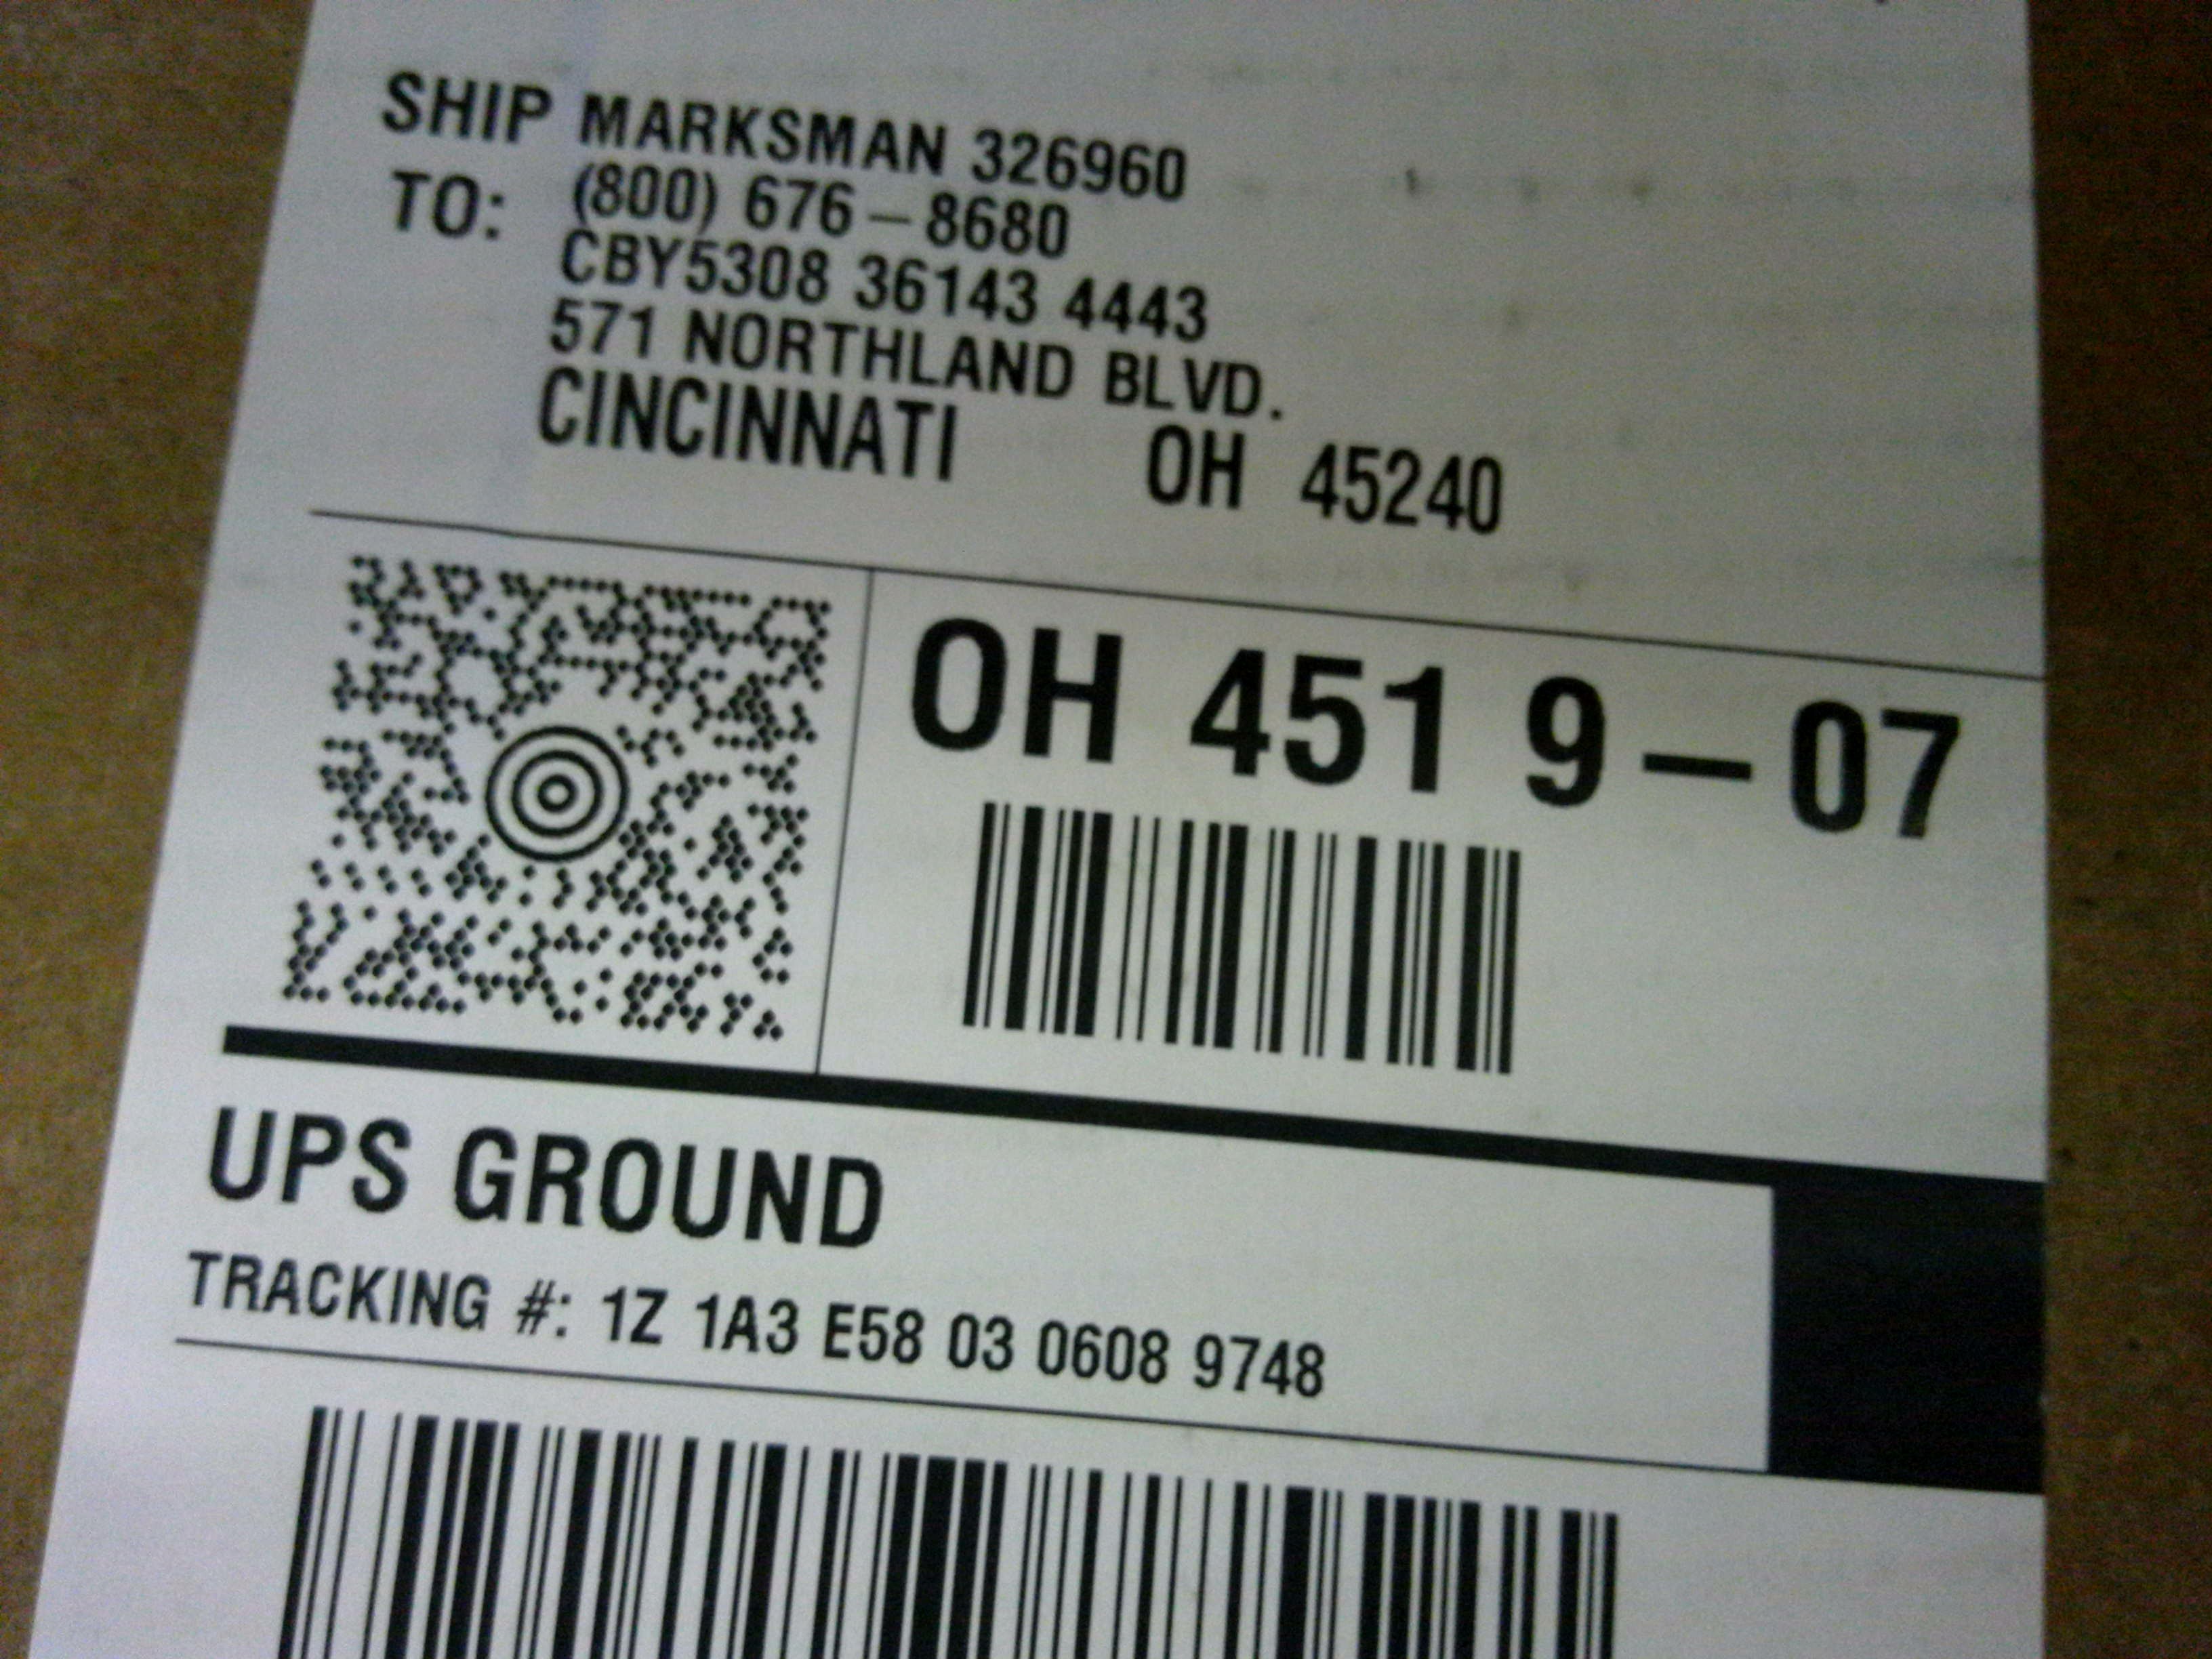 SHIP MARKSMAN 326960
TO: (800) 676-8680
CBY5308 36143 4443
571 NORTHLAND BLVD.
CINCINNATI OH 45240
OH 451 9-07
UPS GROUND
TRACKING #: 1Z 1A3 E58 03 0608 9748